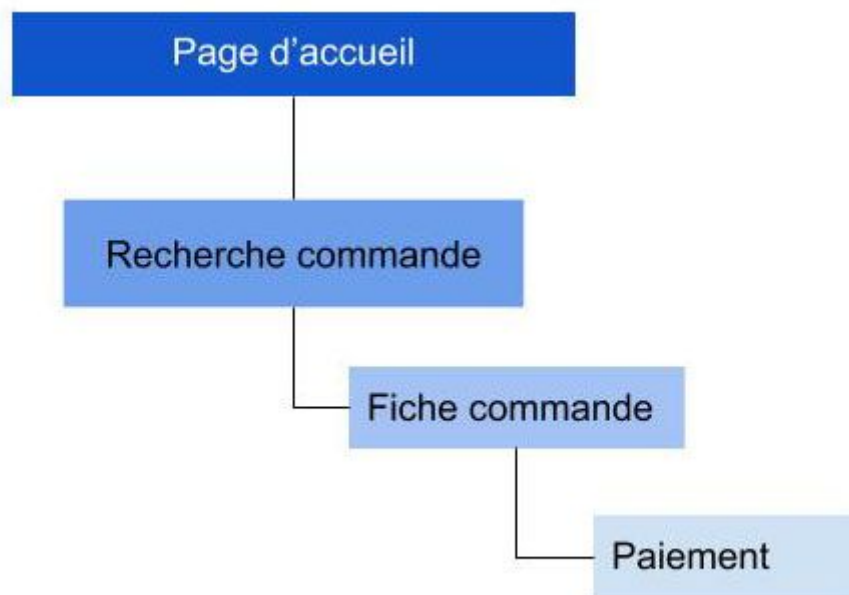 Page d’accueil
Recherche commande
Fiche commande
Paiement